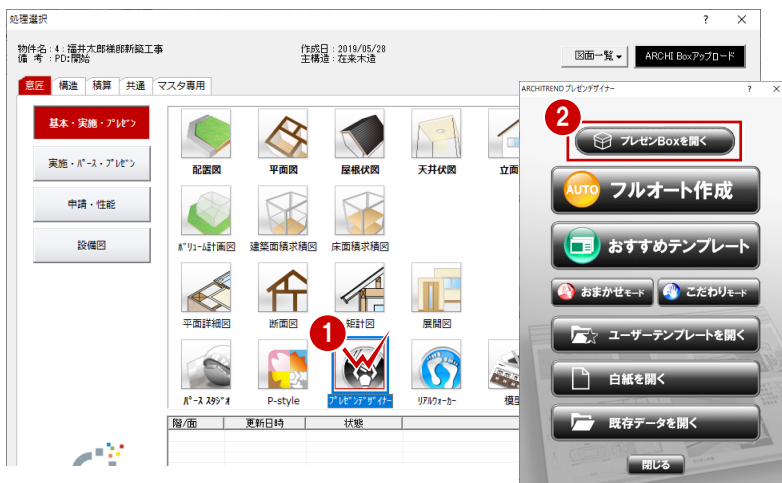 処理選択
? ×
物件名：4：福井太郎様邸新築工事
備 考：PD:開始
作成日：2019/05/28
主構造：在来木造
図面一覧
ARCHI Boxアップロード
意匠 構造 積算 共通 マスタ専用
基本・実施・プレゼン
実施・パース・プレゼン
申請・性能
設備図
配置図 平面図 屋根伏図 天井伏図 立面
ボリューム計画図 建築面積求積図 床面積求積図
平面詳細図 断面図 矩計図 展開図
1
パース スタジオ P-style プレゼンデザイナー リアルウォーカー 模型
階/面 更新日時 状態
ARCHITREND プレゼンデザイナー ? ×
2
プレゼンBoxを開く
AUTO フルオート作成
おすすめテンプレート
おまかせモード こだわりモード
ユーザーテンプレートを開く
白紙を開く
既存データを開く
閉じる